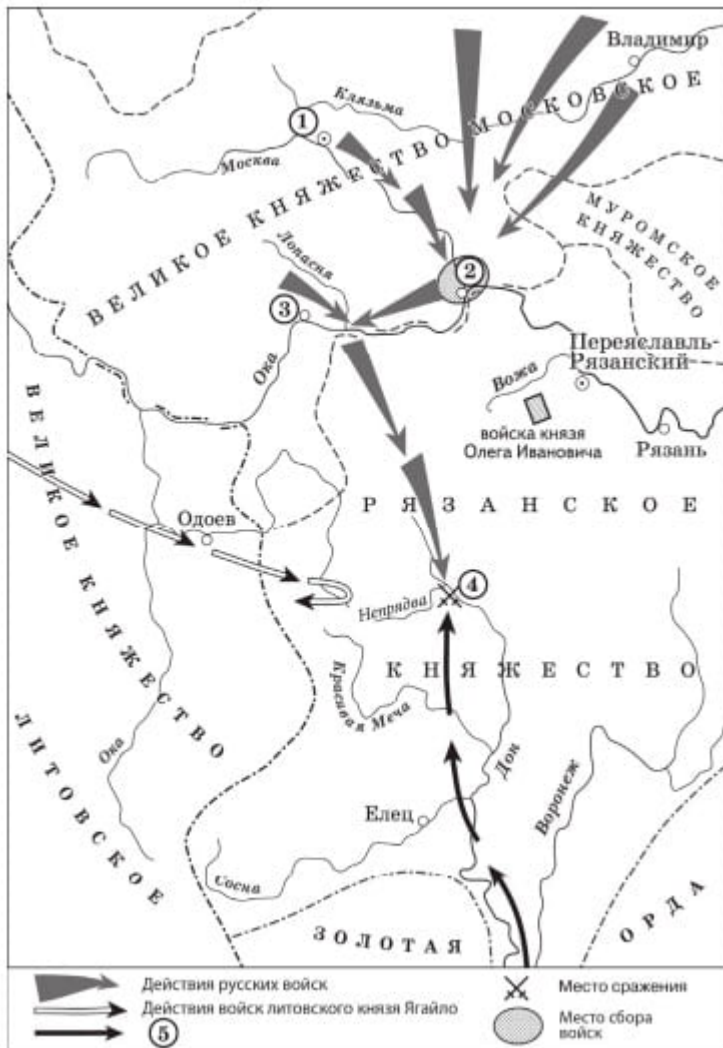 Владимир
Клязьма
①
Москва
ВЕЛИКОЕ КНЯЖЕСТВО МОСКОВСКОЕ
МУРОМСКОЕ
КНЯЖЕСТВО
Лопасня
②
③
Ока
Переяславль-
Рязанский
Вожа
войска князя
Олега Ивановича
Рязань
ВЕЛИКОЕ КНЯЖЕСТВО
ЛИТОВСКОЕ
Одоев
РЯЗАНСКОЕ
④
Непрядва
КНЯЖЕСТВО
Красивая Меча
Ока
Дон
Воронеж
Елец
Сосна
ЗОЛОТАЯ
ОРДА
Действия русских войск
Действия войск литовского князя Ягайло
⑤
Место сражения
Место сбора
войск